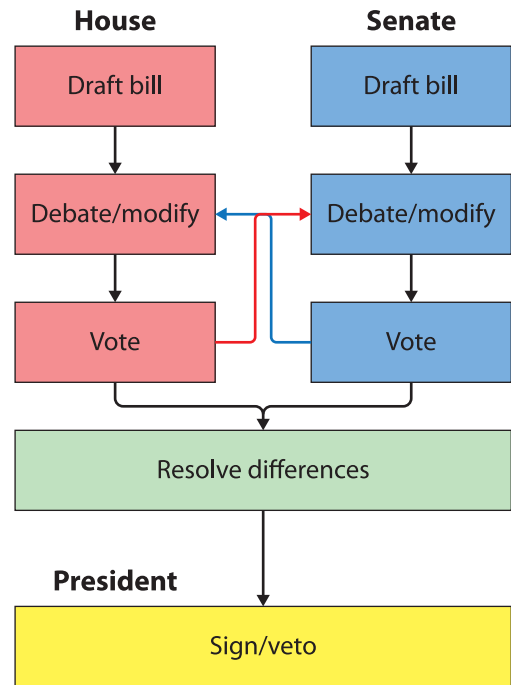 House
Senate
Draft bill
Draft bill
Debate/modify
Debate/modify
Vote
Vote
Resolve differences
President
Sign/veto